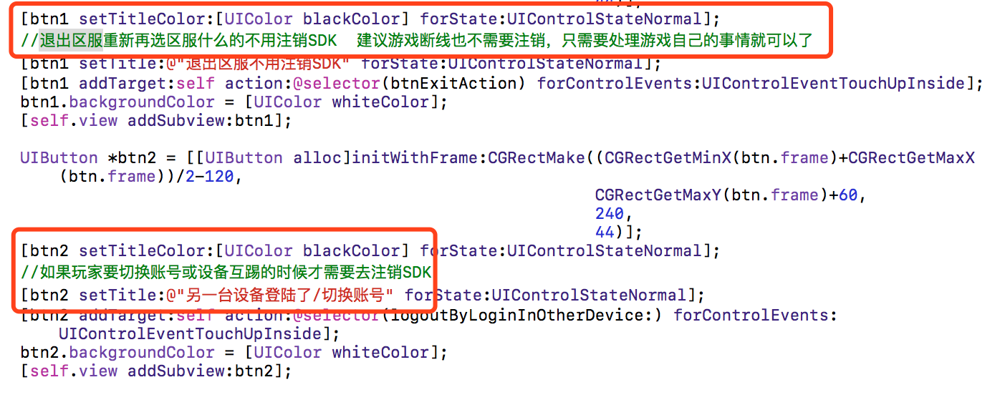 44)];
[btn1 setTitleColor:[UIColor blackColor] forState:UIControlStateNormal];
//退出区服重新再选区服什么的不用注销SDK  建议游戏断线也不需要注销，只需要处理游戏自己的事情就可以了
[btn1 setTitle:@"退出区服不用注销SDK" forState:UIControlStateNormal];
[btn1 addTarget:self action:@selector(btnExitAction) forControlEvents:UIControlEventTouchUpInside];
btn1.backgroundColor = [UIColor whiteColor];
[self.view addSubview:btn1];
UIButton *btn2 = [[UIButton alloc]initWithFrame:CGRectMake((CGRectGetMinX(btn.frame)+CGRectGetMaxX
(btn.frame))/2-120,
CGRectGetMaxY(btn.frame)+60,
240,
44)];
[btn2 setTitleColor:[UIColor blackColor] forState:UIControlStateNormal];
//如果玩家要切换账号或设备互踢的时候才需要去注销SDK
[btn2 setTitle:@"另一台设备登陆了/切换账号" forState:UIControlStateNormal];
[btn2 addTarget:self action:@selector(logoutByLoginInOtherDevice:) forControlEvents:
UIControlEventTouchUpInside];
btn2.backgroundColor = [UIColor whiteColor];
[self.view addSubview:btn2];